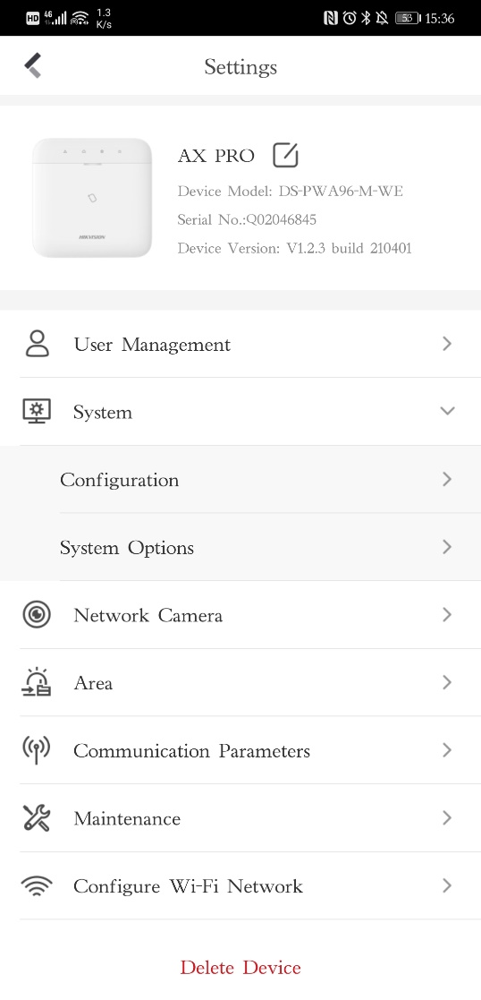 HD 4G 1.3 K/s 53 15:36
Settings
AX PRO
Device Model: DS-PWA96-M-WE
Serial No.:Q02046845
Device Version: V1.2.3 build 210401
HIKVISION
User Management
System
Configuration
System Options
Network Camera
Area
Communication Parameters
Maintenance
Configure Wi-Fi Network
Delete Device